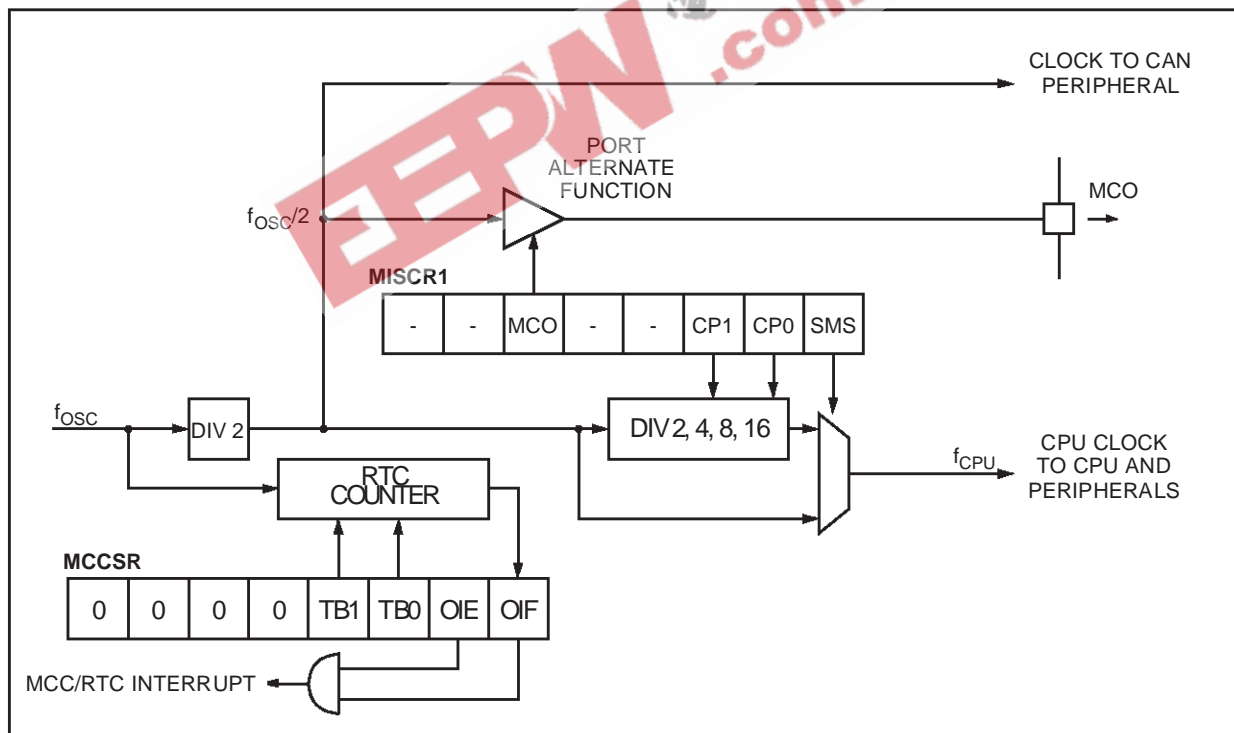 EEPW.com
CLOCK TO CAN
PERIPHERAL
PORT
ALTERNATE
FUNCTION
fOSC/2
MCO
MISCR1
- - MCO - - CP1 CP0 SMS
fOSC
DIV 2
DIV 2, 4, 8, 16
RTC
COUNTER
fCPU
CPU CLOCK
TO CPU AND
PERIPHERALS
MCCSR
0 0 0 0 TB1 TB0 OIE OIF
MCC/RTC INTERRUPT